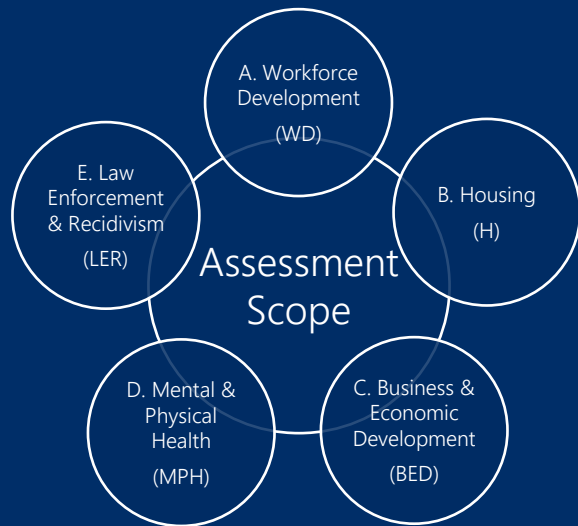 A. Workforce
Development
(WD)
B. Housing
(H)
C. Business &
Economic
Development
(BED)
D. Mental &
Physical
Health
(MPH)
E. Law
Enforcement
& Recidivism
(LER)
Assessment
Scope